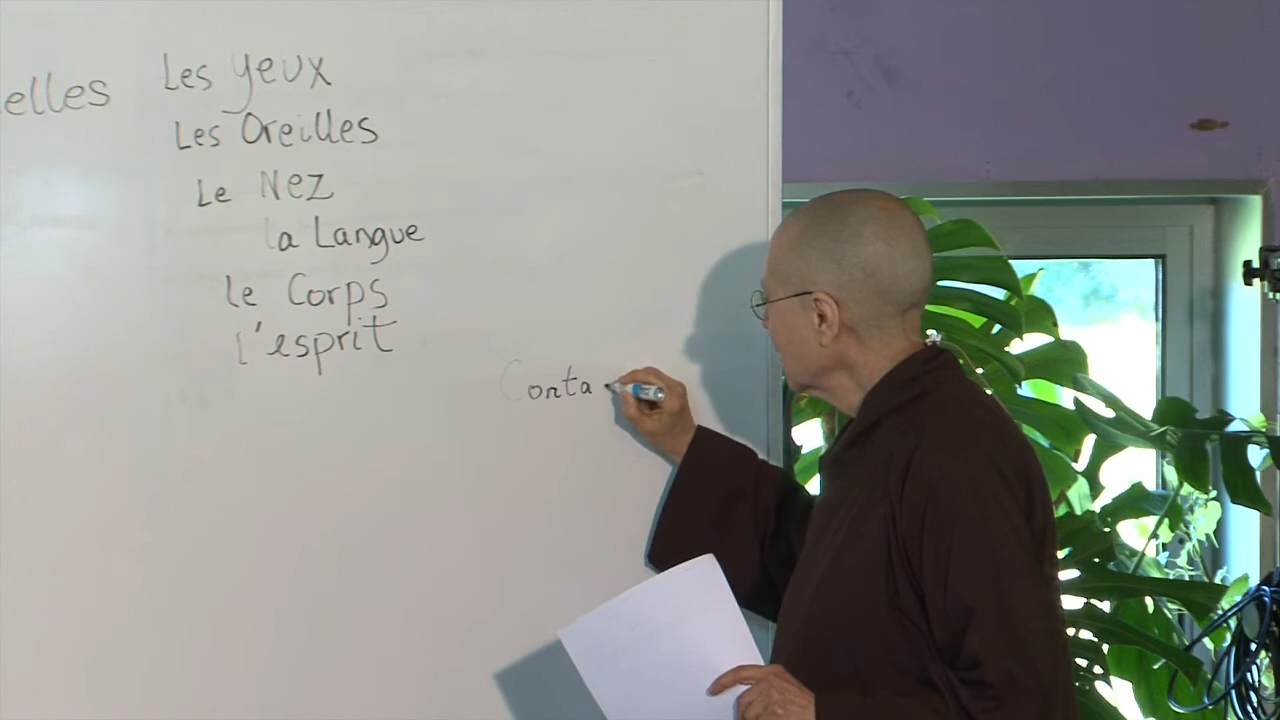 elles
Les yeux
Les Oreilles
Le Nez
la Langue
le Corps
l'esprit
Conta